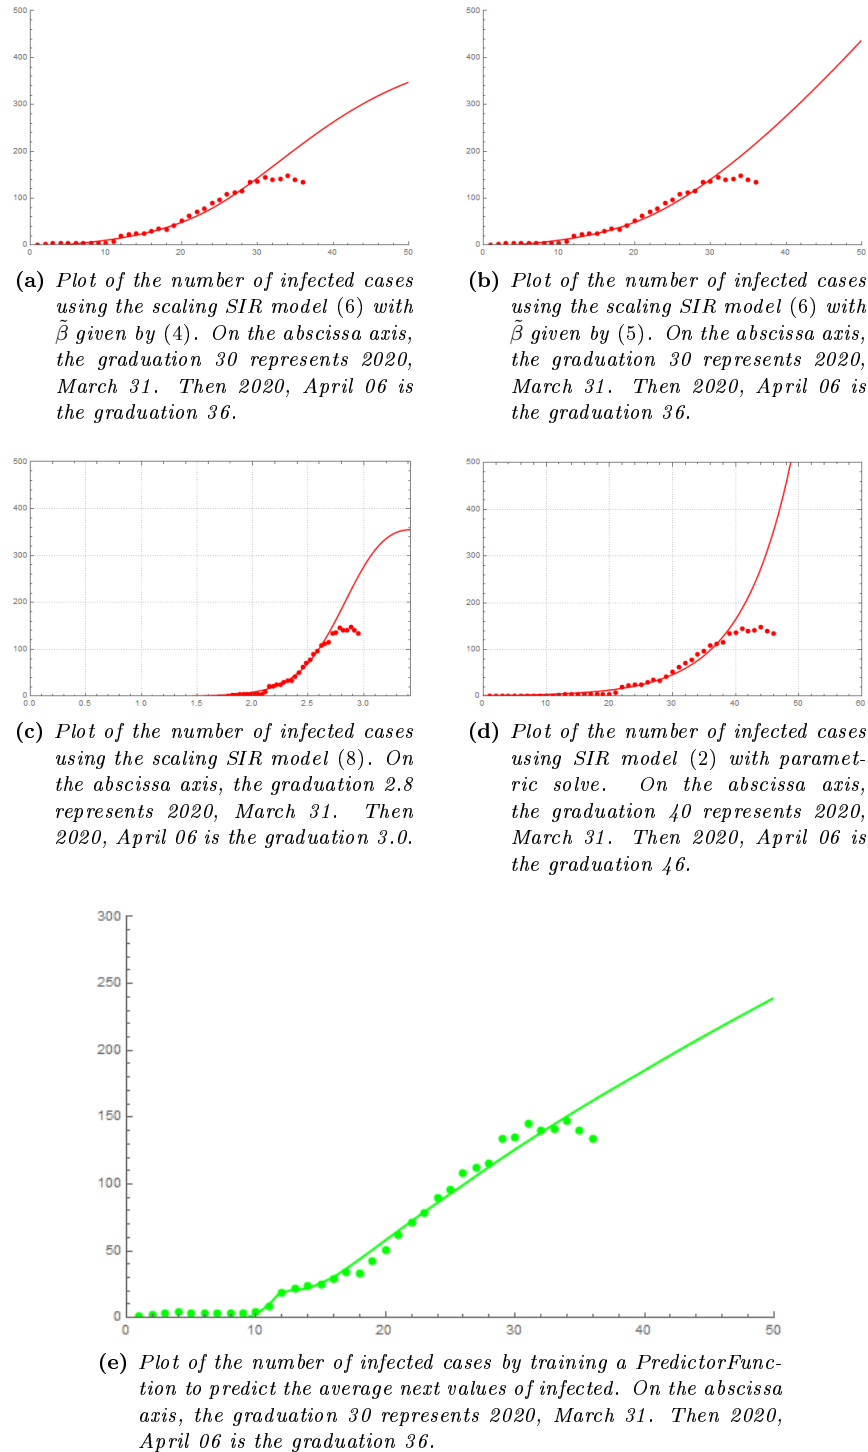 500
400
300
200
100
0
0 10 20 30 40 50
500
400
300
200
100
0
0 10 20 30 40 50
(a) Plot of the number of infected cases
using the scaling SIR model (6) with
β̃ given by (4). On the abscissa axis,
the graduation 30 represents 2020,
March 31. Then 2020, April 06 is
the graduation 36.
(b) Plot of the number of infected cases
using the scaling SIR model (6) with
β̃ given by (5). On the abscissa axis,
the graduation 30 represents 2020,
March 31. Then 2020, April 06 is
the graduation 36.
500
400
300
200
100
0
0.0 0.5 1.0 1.5 2.0 2.5 3.0
500
400
300
200
100
0
0 10 20 30 40 50 60
(c) Plot of the number of infected cases
using the scaling SIR model (8). On
the abscissa axis, the graduation 2.8
represents 2020, March 31. Then
2020, April 06 is the graduation 3.0.
(d) Plot of the number of infected cases
using SIR model (2) with paramet-
ric solve. On the abscissa axis,
the graduation 40 represents 2020,
March 31. Then 2020, April 06 is
the graduation 46.
300
250
200
150
100
50
0
0 10 20 30 40 50
(e) Plot of the number of infected cases by training a PredictorFunc-
tion to predict the average next values of infected. On the abscissa
axis, the graduation 30 represents 2020, March 31. Then 2020,
April 06 is the graduation 36.